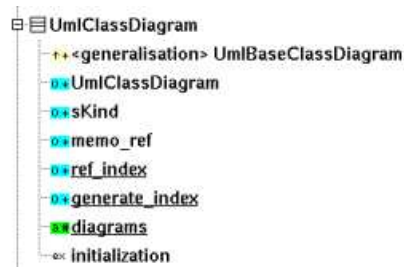 UmlClassDiagram
<generalisation> UmlBaseClassDiagram
UmlClassDiagram
sKind
memo_ref
ref_index
generate_index
diagrams
initialization